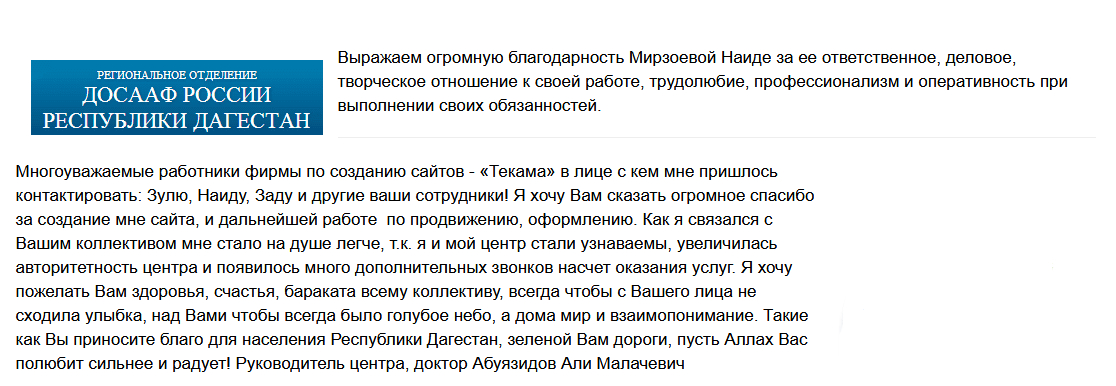 РЕГИОНАЛЬНОЕ ОТДЕЛЕНИЕ
ДОСААФ РОССИИ
РЕСПУБЛИКИ ДАГЕСТАН
Выражаем огромную благодарность Мирзоевой Наиде за ее ответственное, деловое,
творческое отношение к своей работе, трудолюбие, профессионализм и оперативность при
выполнении своих обязанностей.
Многоуважаемые работники фирмы по созданию сайтов - «Текама» в лице с кем мне пришлось
контактировать: Зулю, Наиду, Заду и другие ваши сотрудники! Я хочу Вам сказать огромное спасибо
за создание мне сайта, и дальнейшей работе по продвижению, оформлению. Как я связался с
Вашим коллективом мне стало на душе легче, т.к. я и мой центр стали узнаваемы, увеличилась
авторитетность центра и появилось много дополнительных звонков насчет оказания услуг. Я хочу
пожелать Вам здоровья, счастья, бараката всему коллективу, всегда чтобы с Вашего лица не
сходила улыбка, над Вами чтобы всегда было голубое небо, а дома мир и взаимопонимание. Такие
как Вы приносите благо для населения Республики Дагестан, зеленой Вам дороги, пусть Аллах Вас
полюбит сильнее и радует! Руководитель центра, доктор Абуязидов Али Малачевич